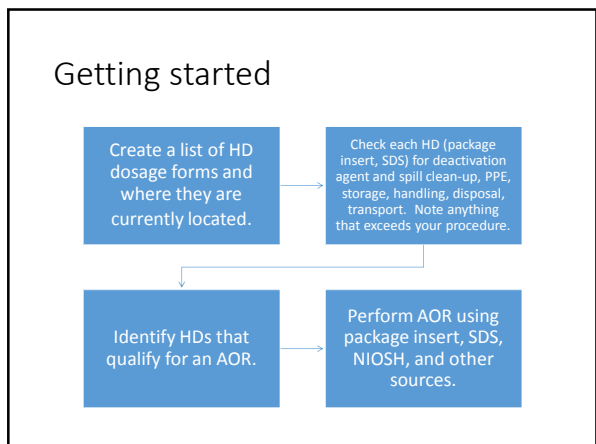 Getting started
Create a list of HD
dosage forms and
where they are
currently located.
Check each HD (package
insert, SDS) for deactivation
agent and spill clean-up, PPE,
storage, handling, disposal,
transport. Note anything
that exceeds your procedure.
Identify HDs that
qualify for an AOR.
Perform AOR using
package insert, SDS,
NIOSH, and other
sources.